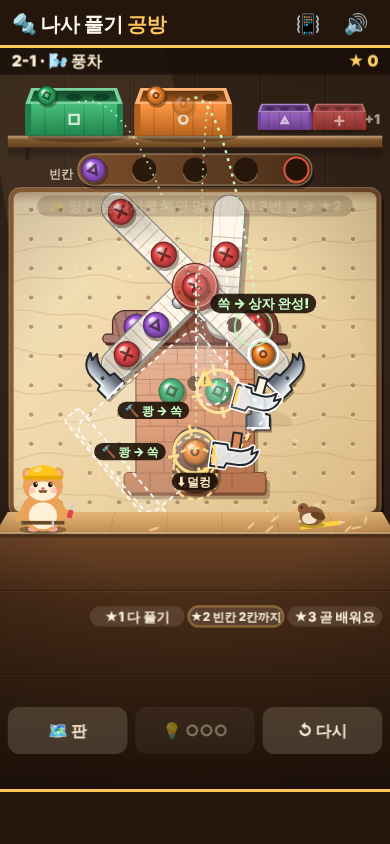 나사 풀기 공방
2-1 · 풍차
★ 0
+1
빈칸
쏙 → 상자 완성!
쾅 → 쏙
쾅 → 쏙
⬇덜컹
★1 다 풀기
★2 빈칸 2칸까지
★3 곧 배워요
판
다시